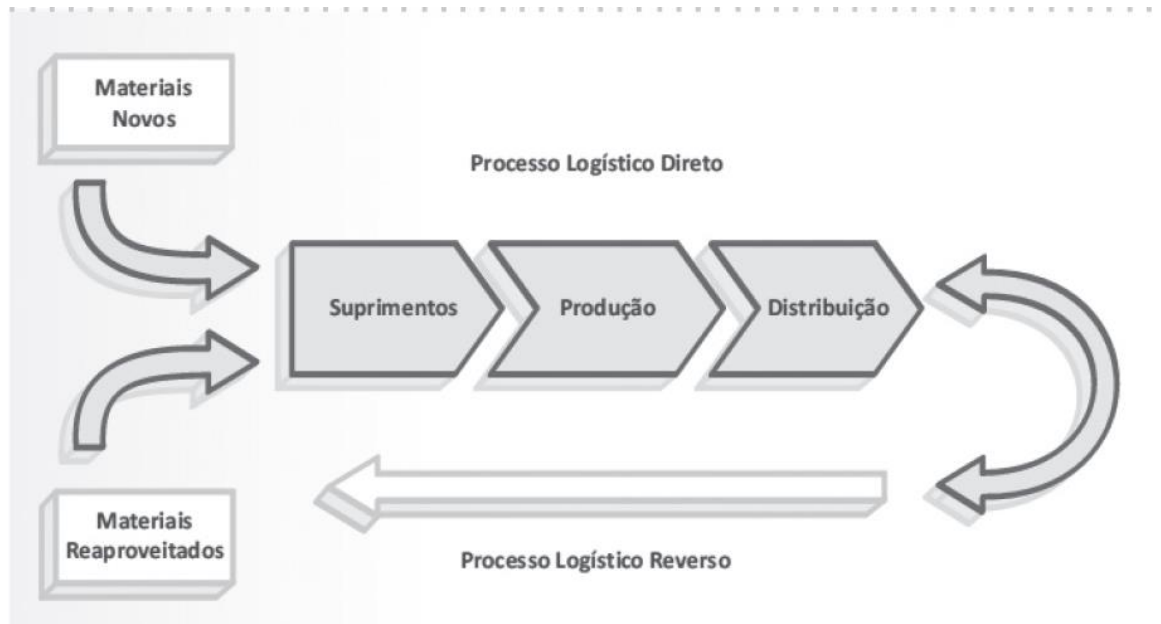 Materiais
Novos
Processo Logístico Direto
Suprimentos
Produção
Distribuição
Materiais
Reaproveitados
Processo Logístico Reverso